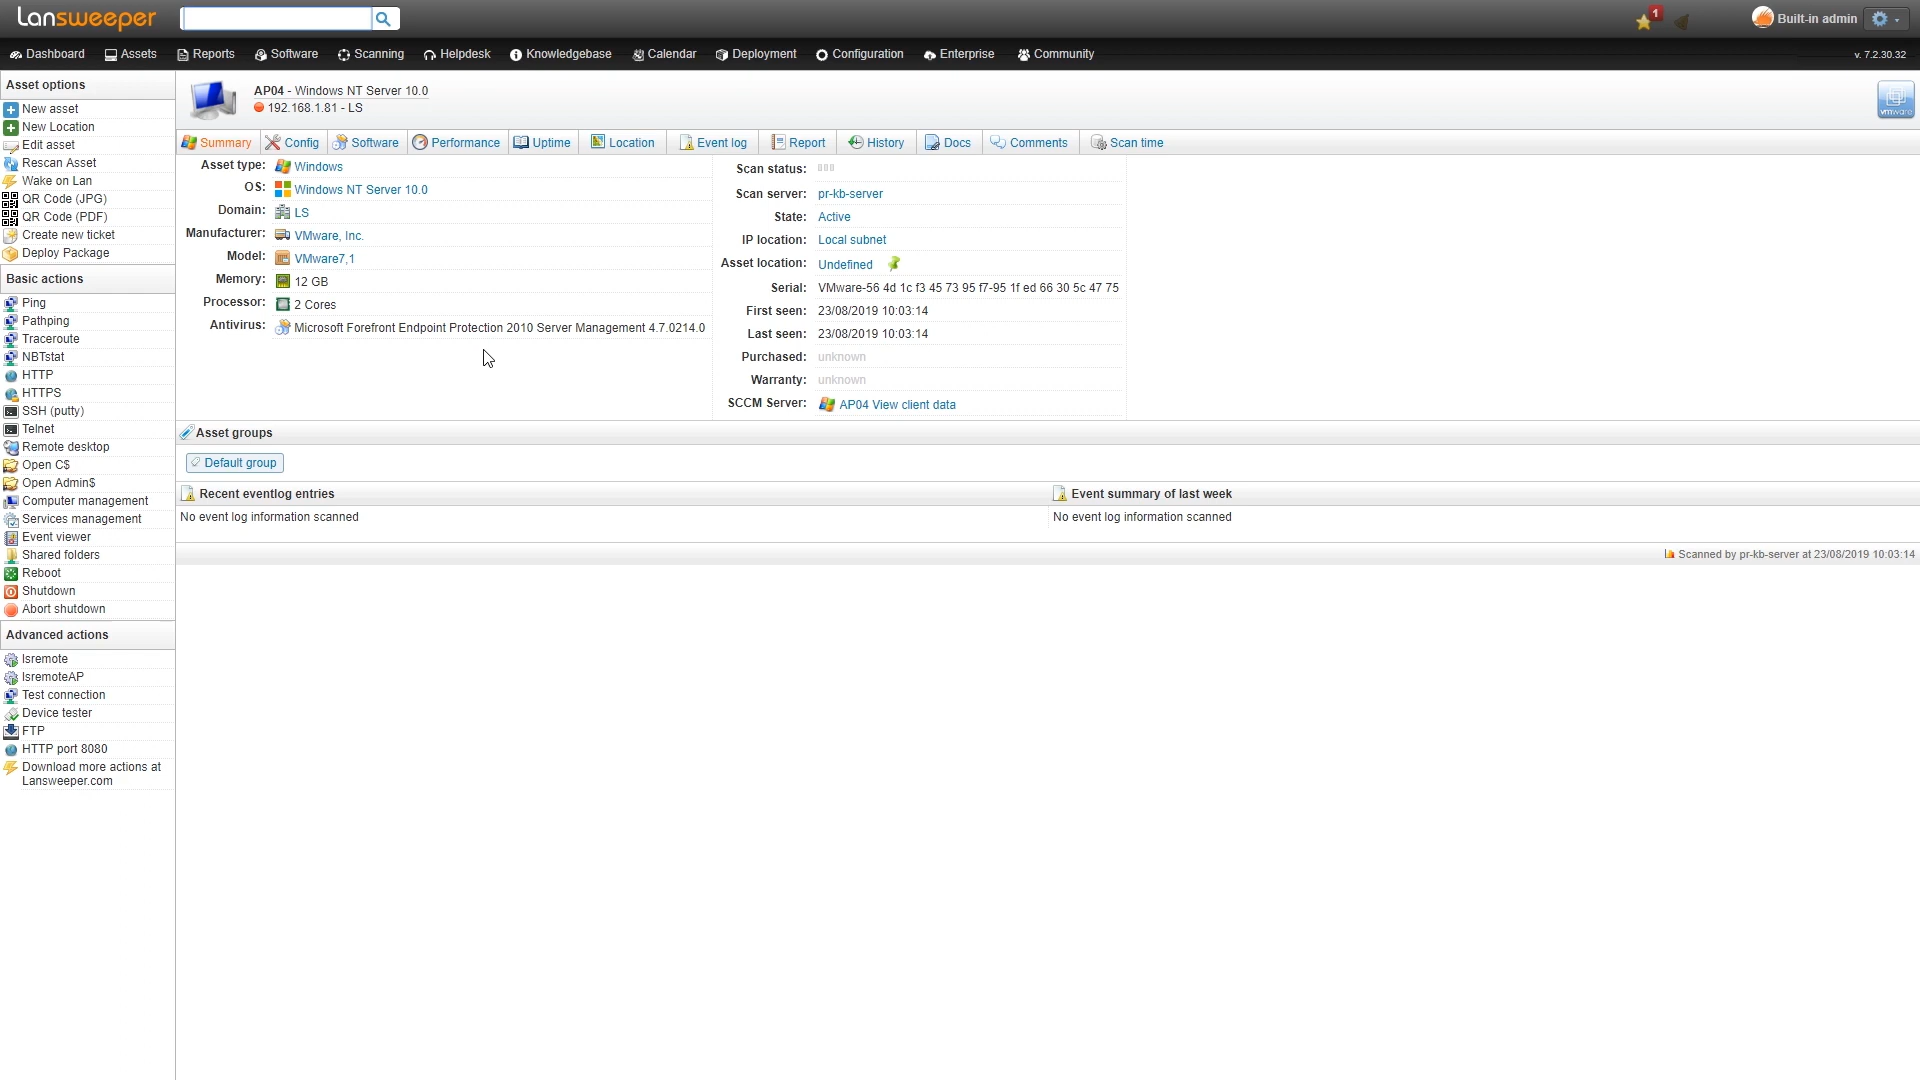 Lansweeper
1
Built-in admin
Dashboard Assets Reports Software Scanning Helpdesk Knowledgebase Calendar Deployment Configuration Enterprise Community v. 7.2.30.32
Asset options
New asset
New Location
Edit asset
Rescan Asset
Wake on Lan
QR Code (JPG)
QR Code (PDF)
Create new ticket
Deploy Package
Basic actions
Ping
Pathping
Traceroute
NBTstat
HTTP
HTTPS
SSH (putty)
Telnet
Remote desktop
Open C$
Open Admin$
Computer management
Services management
Event viewer
Shared folders
Reboot
Shutdown
Abort shutdown
Advanced actions
lsremote
lsremoteAP
Test connection
Device tester
FTP
HTTP port 8080
Download more actions at
Lansweeper.com
AP04 - Windows NT Server 10.0
192.168.1.81 - LS
vmware
Summary Config Software Performance Uptime Location Event log Report History Docs Comments Scan time
Asset type: Windows
OS: Windows NT Server 10.0
Domain: LS
Manufacturer: VMware, Inc.
Model: VMware7,1
Memory: 12 GB
Processor: 2 Cores
Antivirus: Microsoft Forefront Endpoint Protection 2010 Server Management 4.7.0214.0
Scan status:
Scan server: pr-kb-server
State: Active
IP location: Local subnet
Asset location: Undefined
Serial: VMware-56 4d 1c f3 45 73 95 f7-95 1f ed 66 30 5c 47 75
First seen: 23/08/2019 10:03:14
Last seen: 23/08/2019 10:03:14
Purchased: unknown
Warranty: unknown
SCCM Server: AP04 View client data
Asset groups
Default group
Recent eventlog entries
No event log information scanned
Event summary of last week
No event log information scanned
Scanned by pr-kb-server at 23/08/2019 10:03:14